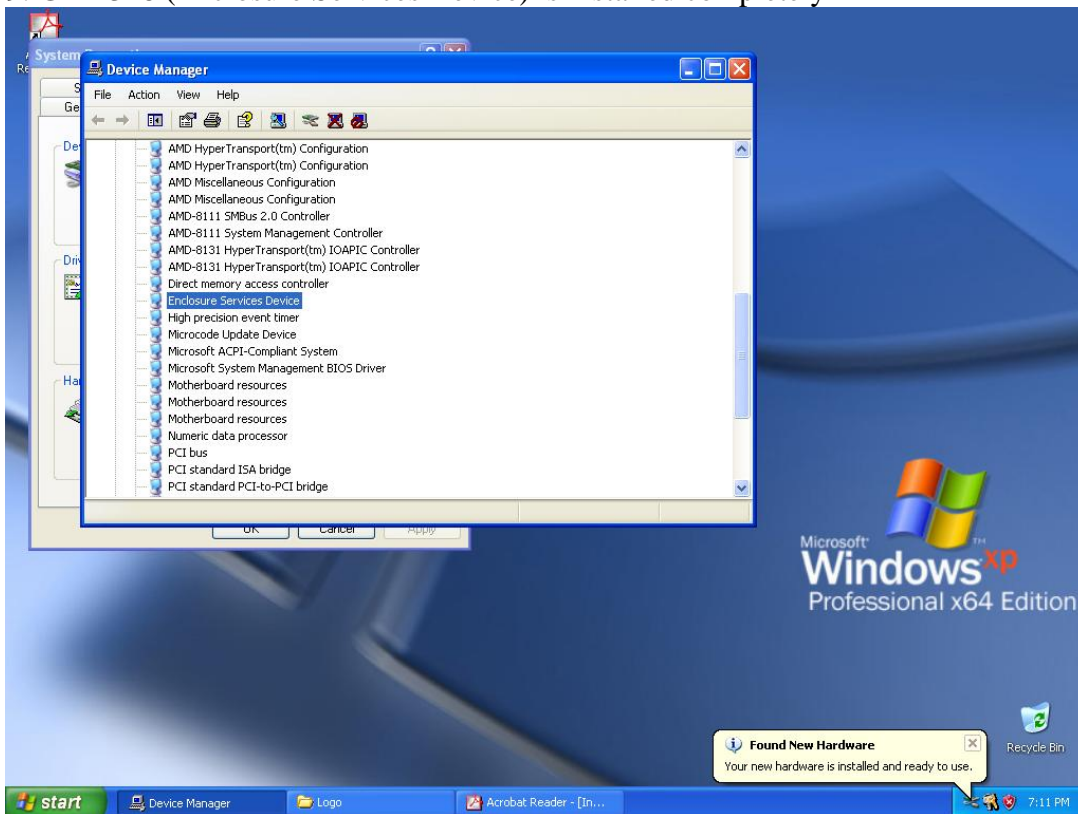 System
Device Manager
File Action View Help
Ge
De
AMD HyperTransport(tm) Configuration
AMD HyperTransport(tm) Configuration
AMD Miscellaneous Configuration
AMD Miscellaneous Configuration
AMD-8111 SMBus 2.0 Controller
AMD-8111 System Management Controller
AMD-8131 HyperTransport(tm) IOAPIC Controller
Dri
AMD-8131 HyperTransport(tm) IOAPIC Controller
Direct memory access controller
Enclosure Services Device
High precision event timer
Microcode Update Device
Microsoft ACPI-Compliant System
Microsoft System Management BIOS Driver
Ha
Motherboard resources
Motherboard resources
Motherboard resources
Numeric data processor
PCI bus
PCI standard ISA bridge
PCI standard PCI-to-PCI bridge
OK Cancel Apply
Microsoft
Windows xp TM
Professional x64 Edition
Recycle Bin
Found New Hardware
Your new hardware is installed and ready to use.
start Device Manager Logo Acrobat Reader - [In... 7:11 PM